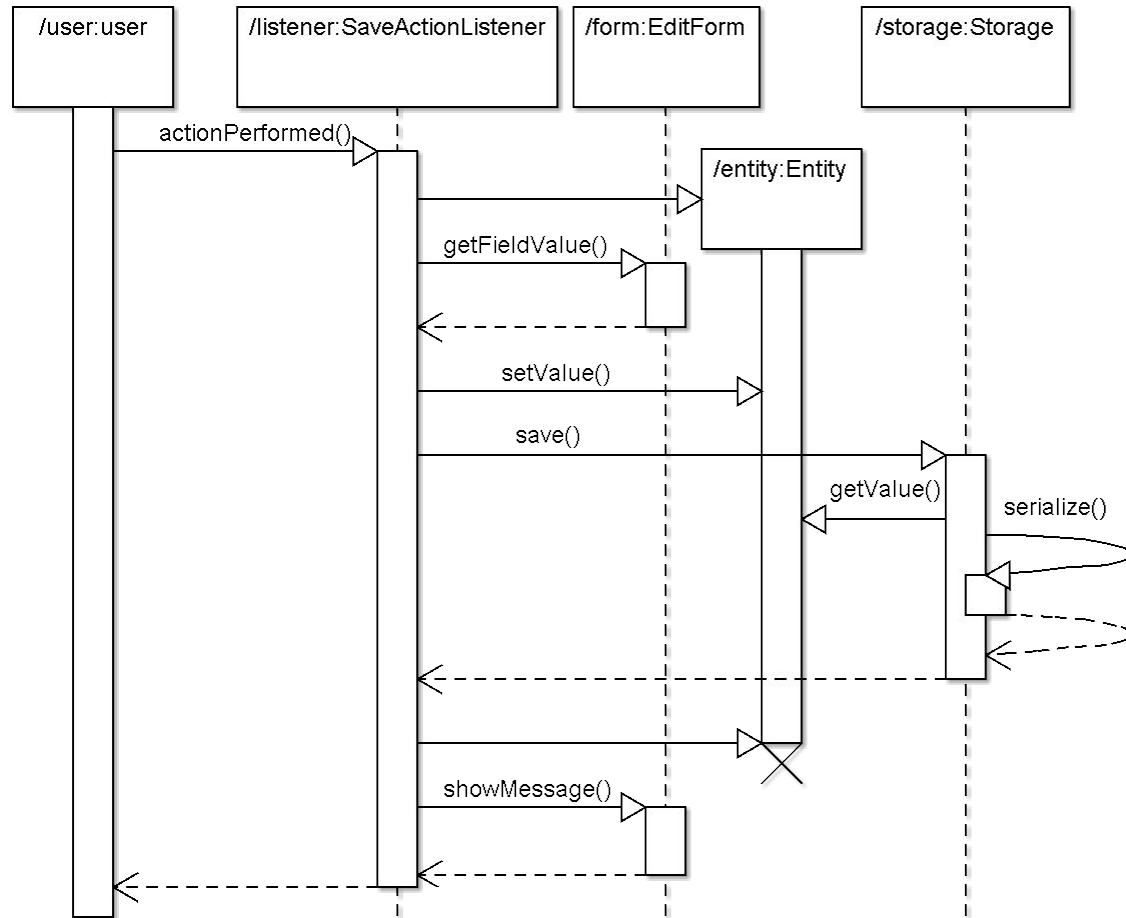 /user:user
/listener:SaveActionListener
/form:EditForm
/storage:Storage
actionPerformed()
/entity:Entity
getFieldValue()
setValue()
save()
getValue()
serialize()
showMessage()